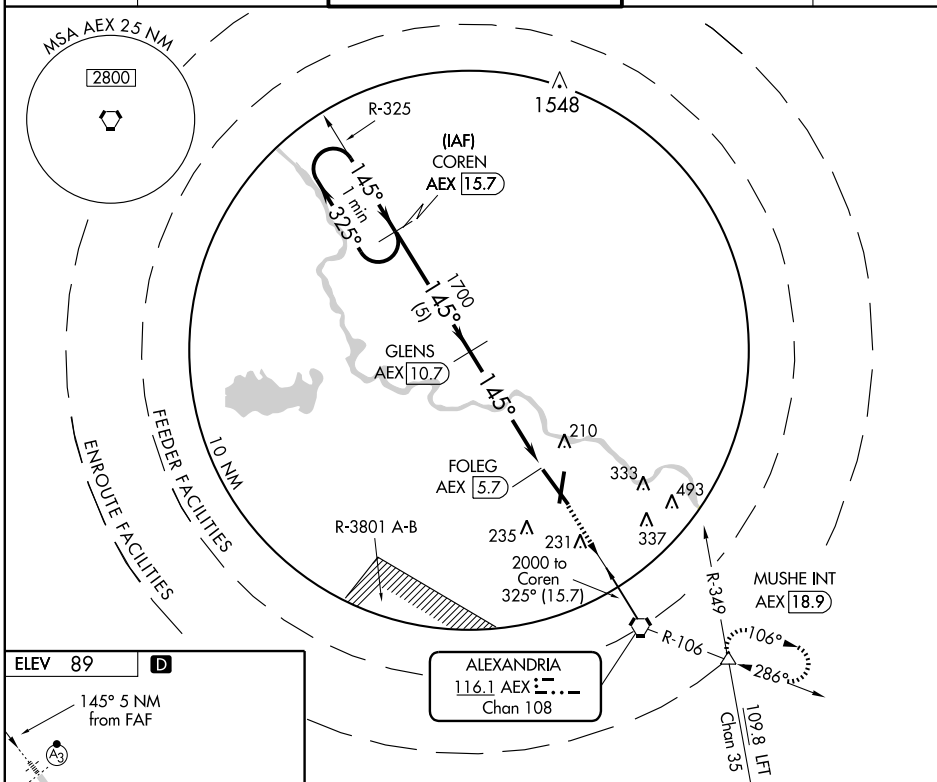 MSA AEX 25 NM
2800
1548
R-325
(IAF)
COREN
AEX 15.7
145°
1 min
325°
1700
145°
(5)
GLENS
AEX 10.7
145°
210
FOLEG
AEX 5.7
333
493
337
235
231
ENROUTE FACILITIES
FEEDER FACILITIES
10 NM
R-3801 A-B
2000 to
Coren
325° (15.7)
R-349
MUSHE INT
AEX 18.9
R-106
106°
286°
ALEXANDRIA
116.1 AEX
Chan 108
109.8 LFT
Chan 35
ELEV 89
D
145° 5 NM
from FAF
A3